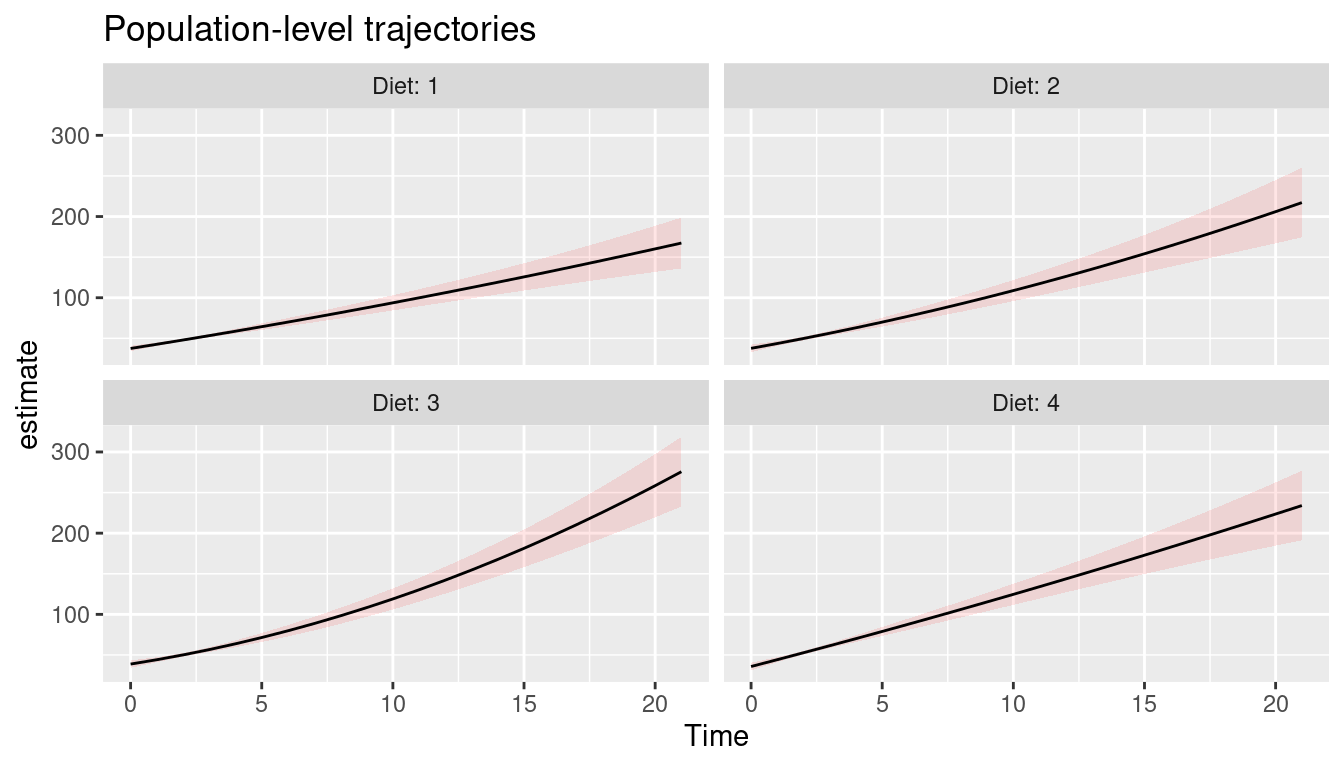 Population-level trajectories
Diet: 1
Diet: 2
300
200
100
Diet: 3
Diet: 4
300
200
100
estimate
0 5 10 15 20
0 5 10 15 20
Time